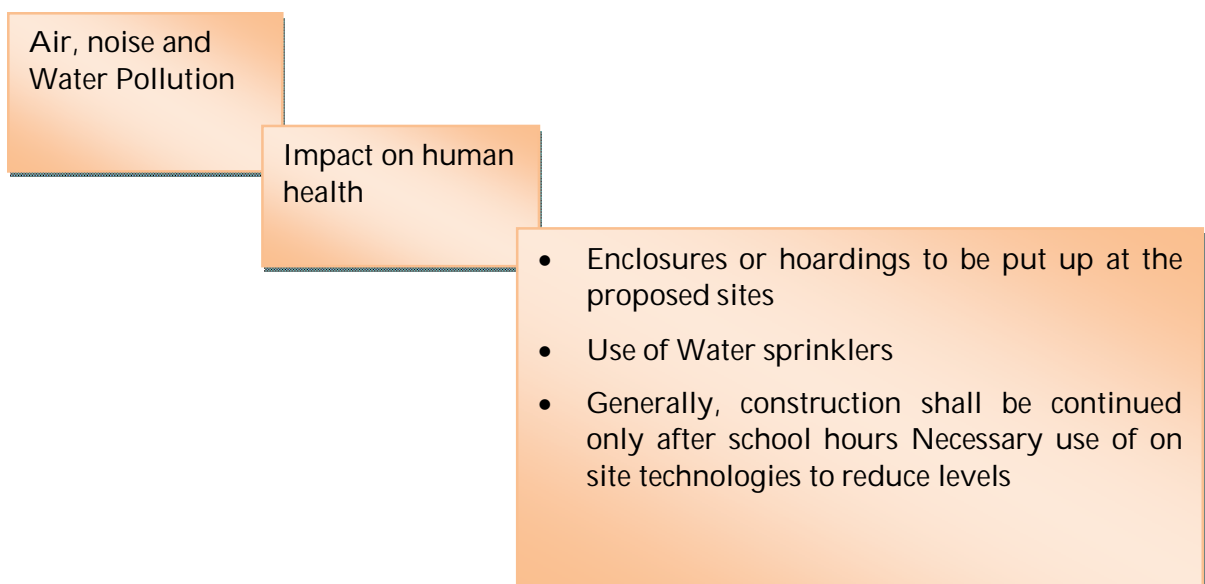 Air, noise and
Water Pollution
Impact on human
health
• Enclosures or hoardings to be put up at the
proposed sites
• Use of Water sprinklers
• Generally, construction shall be continued
only after school hours Necessary use of on
site technologies to reduce levels